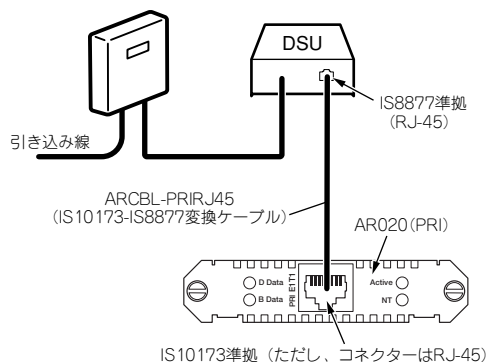 DSU
IS8877準拠
(RJ-45)
引き込み線
ARCBL-PRIRJ45
(IS10173-IS8877変換ケーブル)
AR020(PRI)
D Data
B Data
PRI E1T1
Active
NT
IS10173準拠(ただし、コネクターはRJ-45)